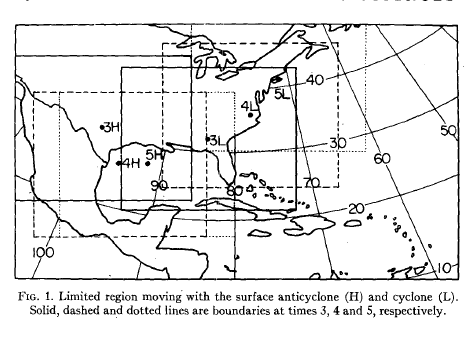 40
5L
4L
3H
3L
30
50
4H
5H
60
90
80
70
20
100
10
FIG. 1. Limited region moving with the surface anticyclone (H) and cyclone (L).
Solid, dashed and dotted lines are boundaries at times 3, 4 and 5, respectively.